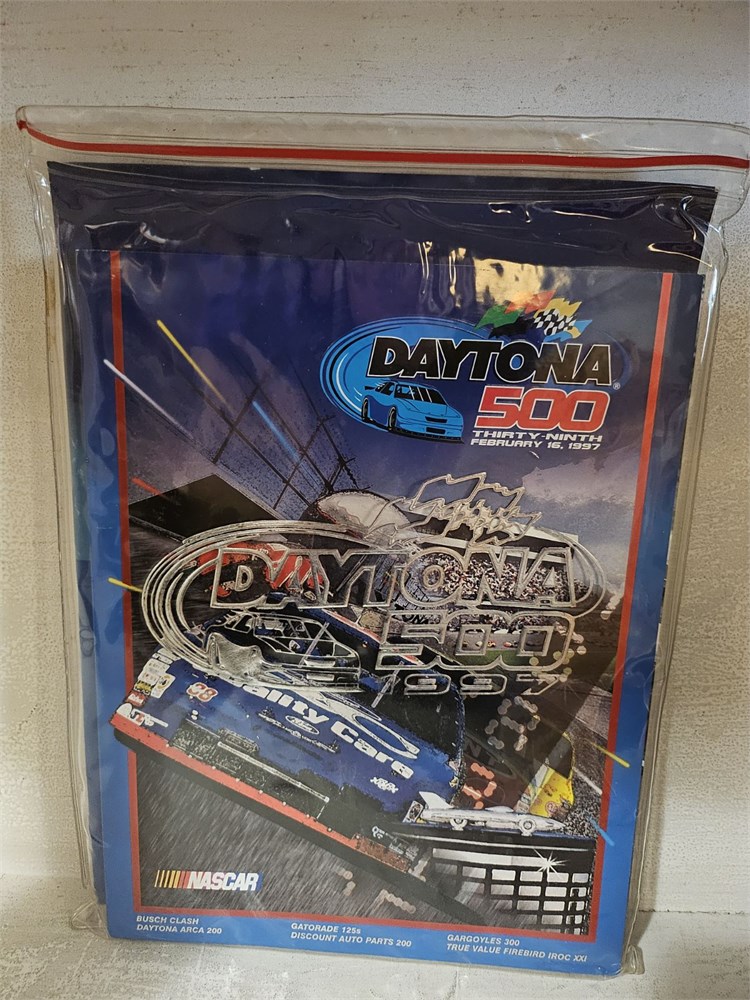 DAYTONA
500
THIRTY-NINTH
FEBRUARY 16, 1997
DAYTONA
500
1997
Quality Care
NASCAR
BUSCH CLASH
DAYTONA ARCA 200
GATORADE 125s
DISCOUNT AUTO PARTS 200
GARGOYLES 300
TRUE VALUE FIREBIRD IROC XXI